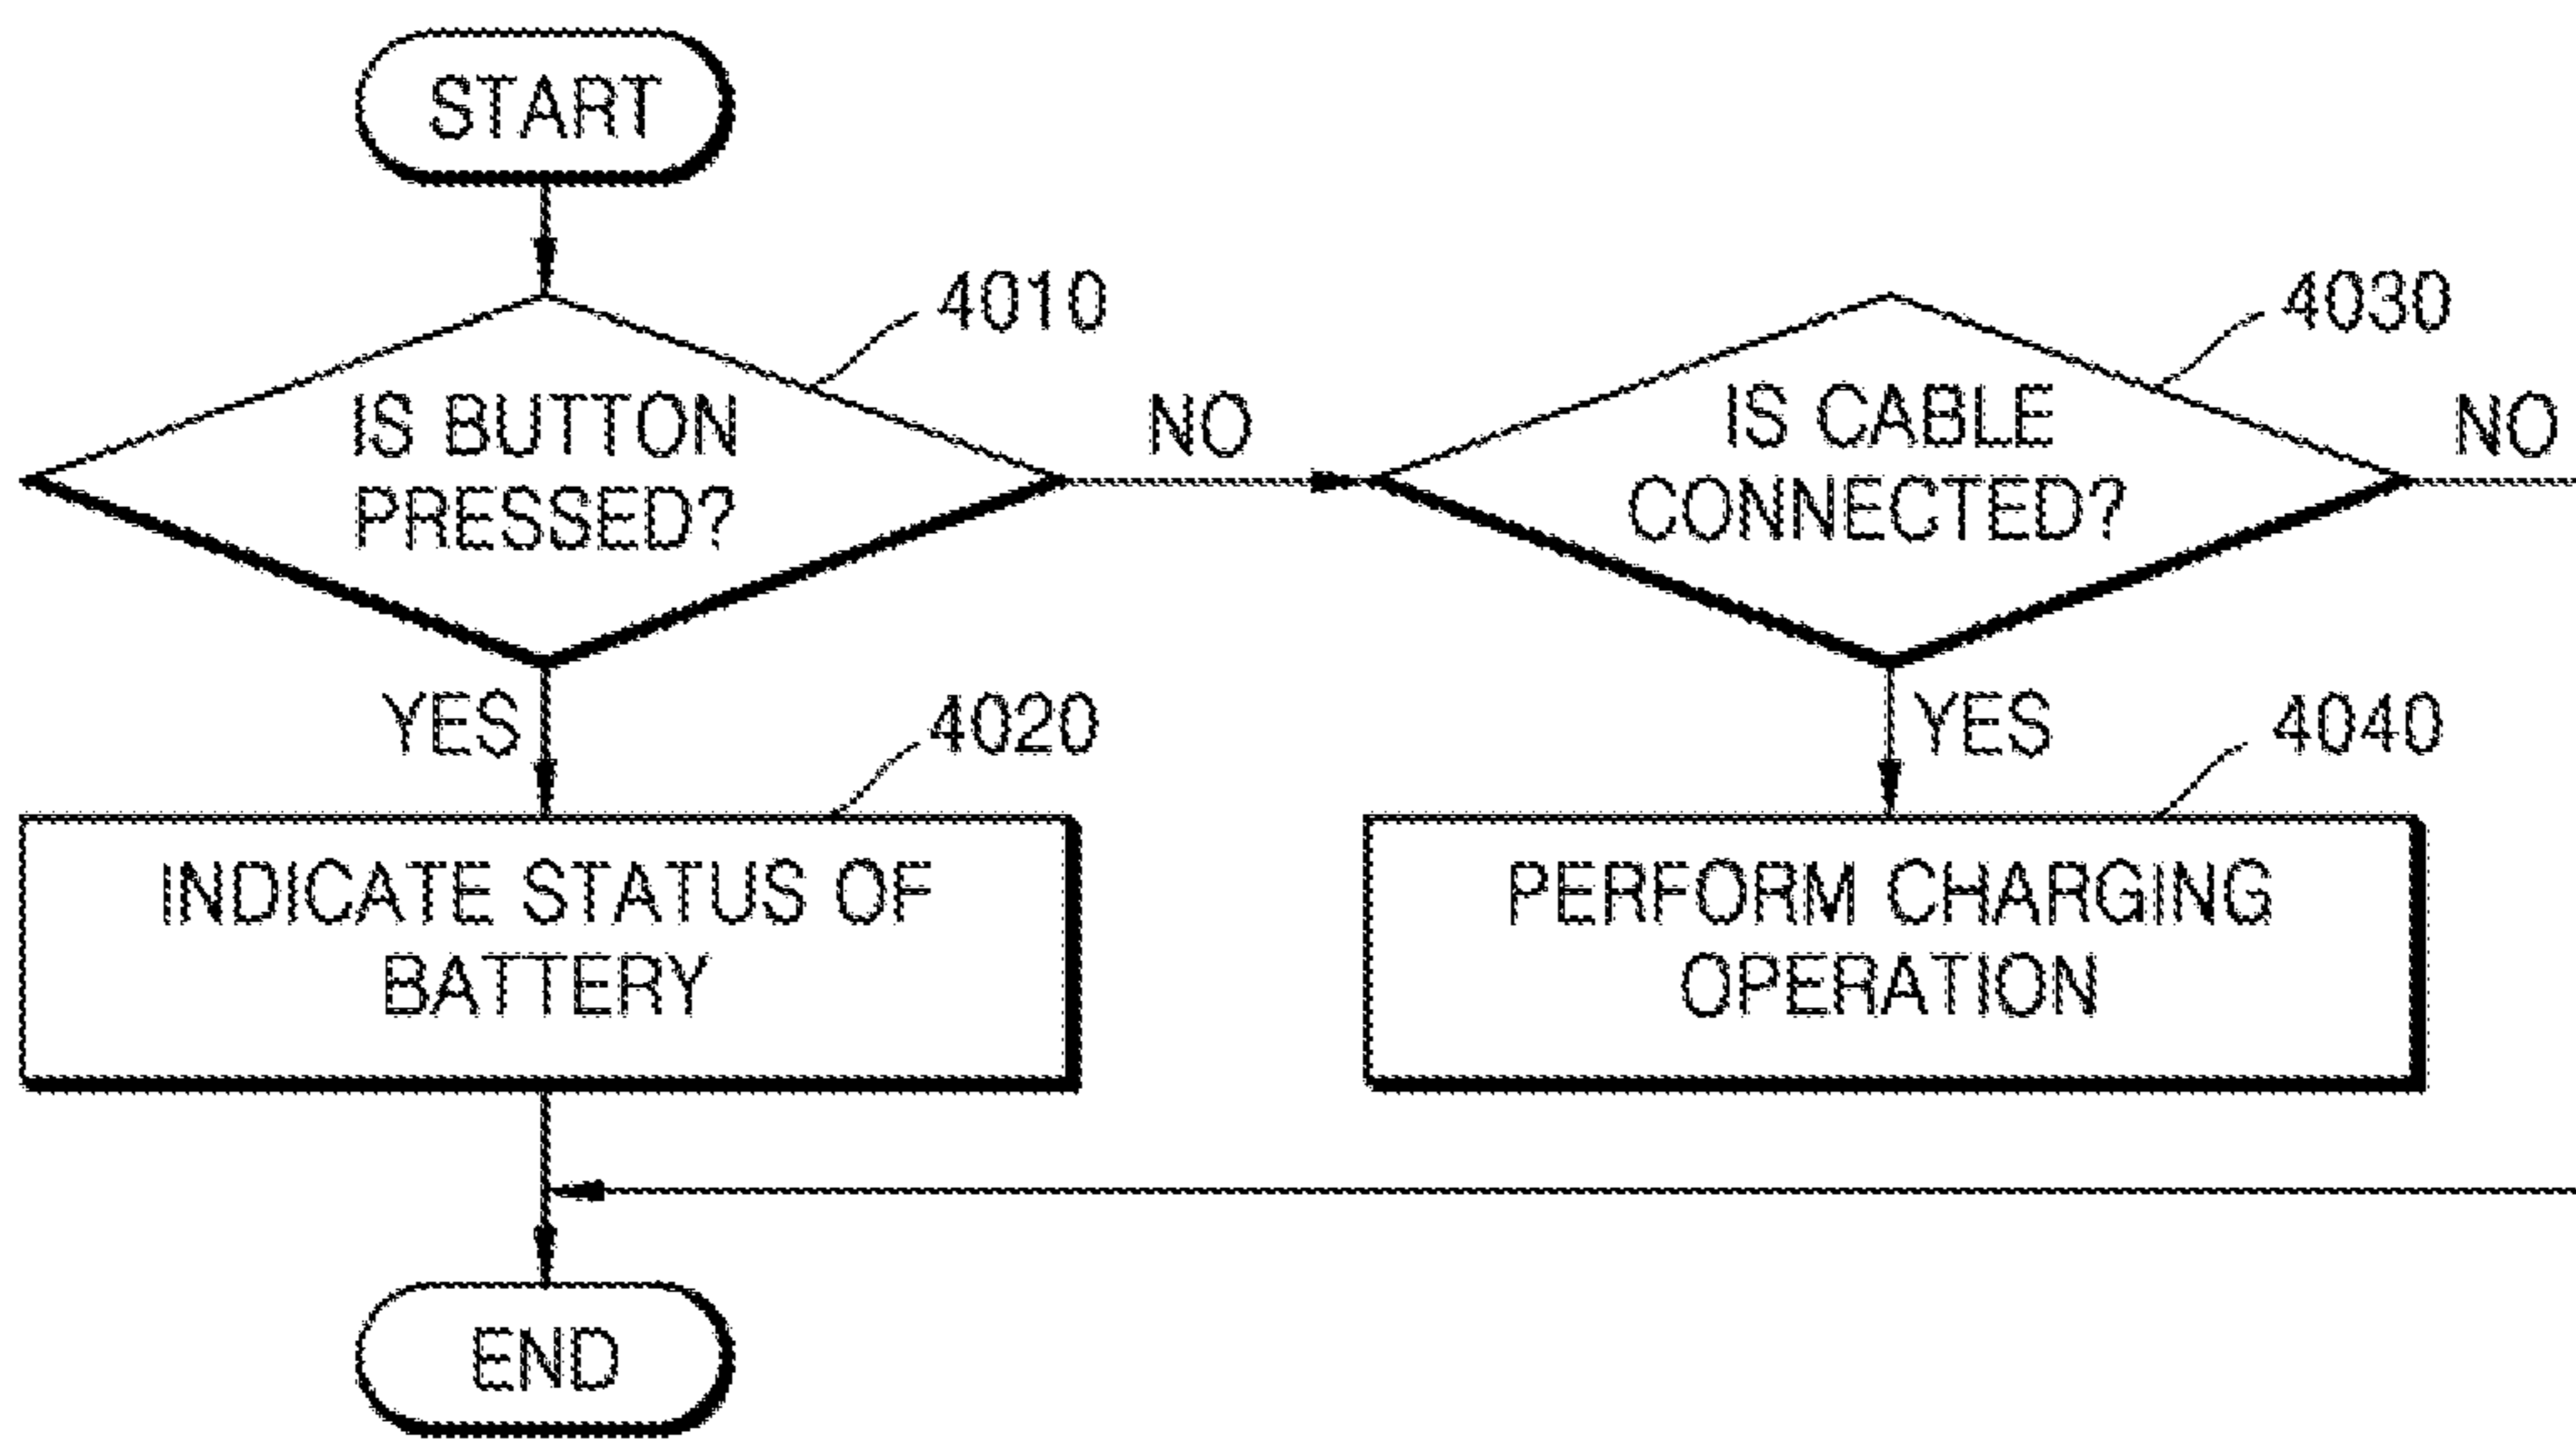 START
4010
IS BUTTON
PRESSED?
NO
4030
IS CABLE
CONNECTED?
NO
YES
4020
INDICATE STATUS OF
BATTERY
YES
4040
PERFORM CHARGING
OPERATION
END